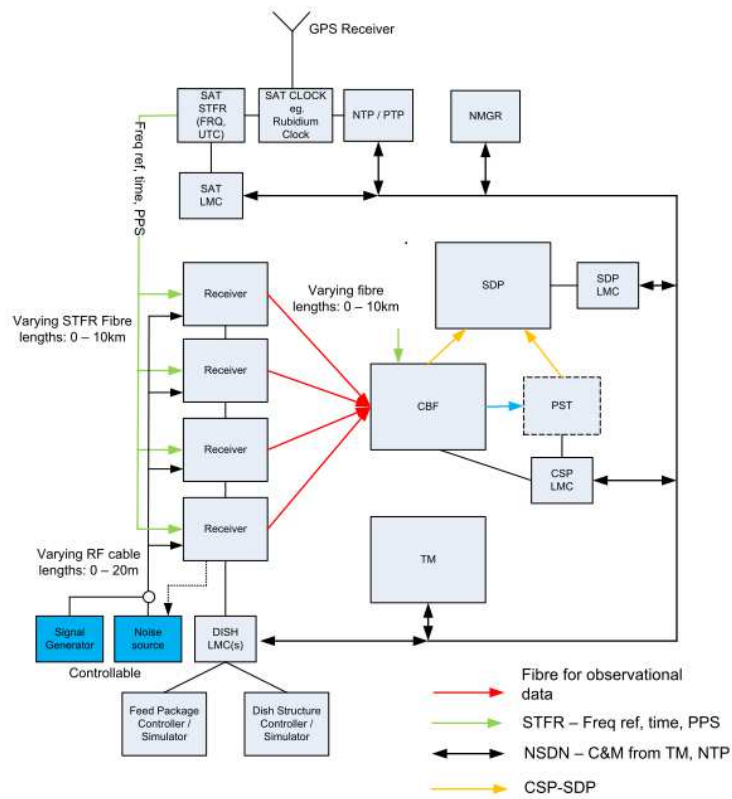 GPS Receiver
SAT
STFR
(FRQ,
UTC)
SAT CLOCK
eg.
Rubidium
Clock
NTP / PTP
NMGR
Freq ref, time, PPS
SAT
LMC
Receiver
Varying fibre
lengths: 0 – 10km
SDP
SDP
LMC
Varying STFR Fibre
lengths: 0 – 10km
Receiver
CBF
PST
Receiver
CSP
LMC
Receiver
Varying RF cable
lengths: 0 – 20m
TM
Signal
Generator
Noise
source
DISH
LMC(s)
Controllable
Feed Package
Controller /
Simulator
Dish Structure
Controller /
Simulator
Fibre for observational
data
STFR – Freq ref, time, PPS
NSDN – C&M from TM, NTP
CSP-SDP